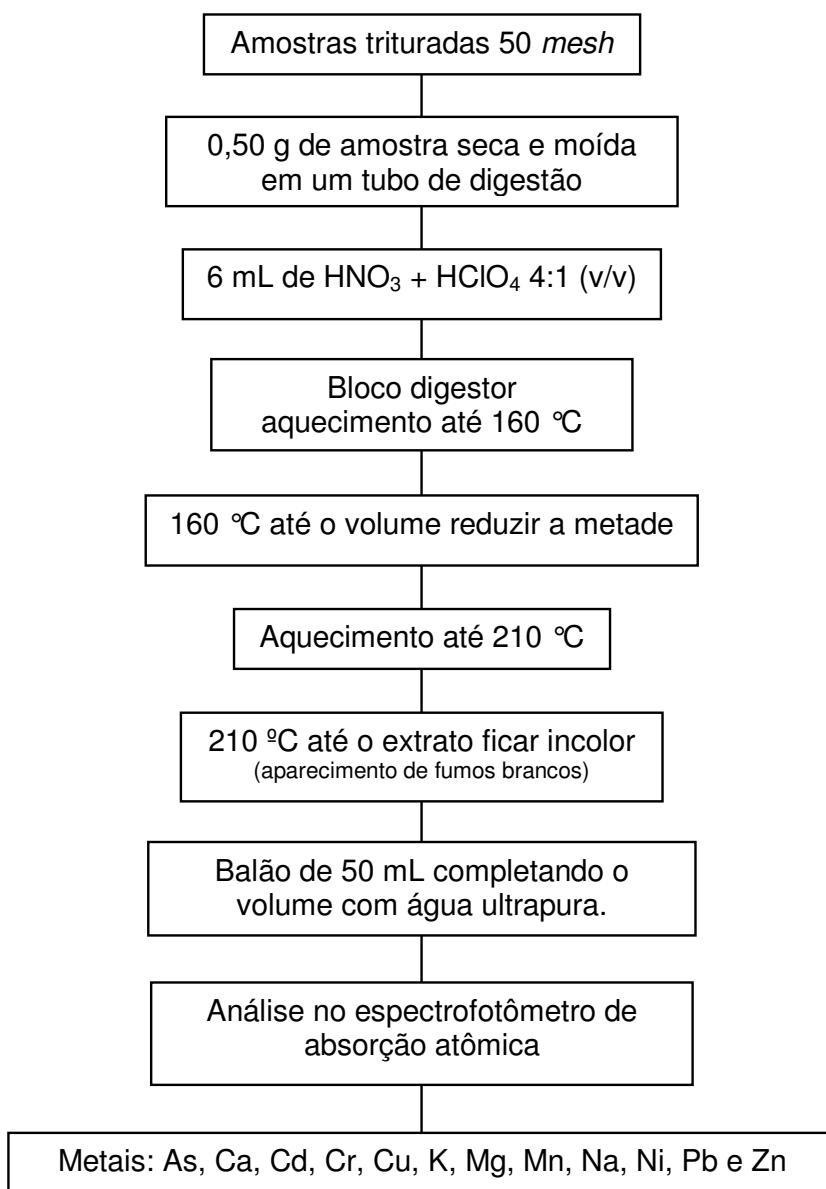 Amostras trituradas 50 mesh
0,50 g de amostra seca e moída
em um tubo de digestão
6 mL de HNO₃ + HClO₄ 4:1 (v/v)
Bloco digestor
aquecimento até 160 °C
160 °C até o volume reduzir a metade
Aquecimento até 210 °C
210 ºC até o extrato ficar incolor
(aparecimento de fumos brancos)
Balão de 50 mL completando o
volume com água ultrapura.
Análise no espectrofotômetro de
absorção atômica
Metais: As, Ca, Cd, Cr, Cu, K, Mg, Mn, Na, Ni, Pb e Zn